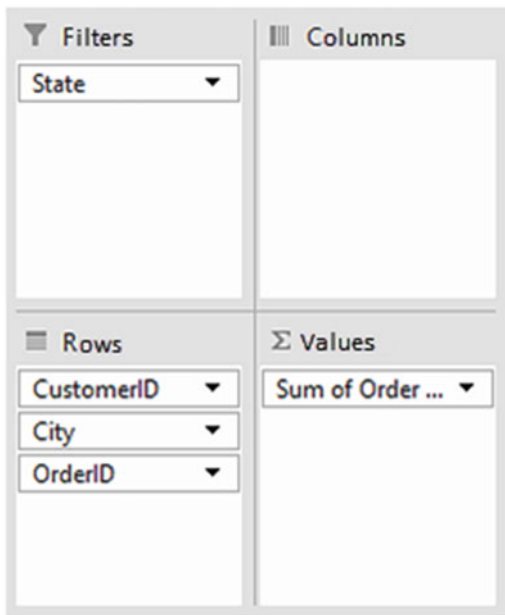 Filters
State
Columns
Rows
CustomerID
City
OrderID
Σ Values
Sum of Order ...